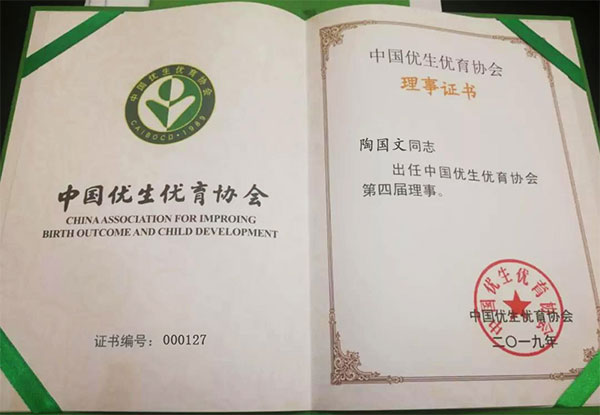 中国优生优育协会
CAIBOCD·1989
中国优生优育协会
CHINA ASSOCIATION FOR IMPROING
BIRTH OUTCOME AND CHILD DEVELOPMENT
证书编号：000127
中国优生优育协会
理事证书
陶国文同志
出任中国优生优育协会
第四届理事。
中国优生优育协会
中国优生优育协会
二〇一九年